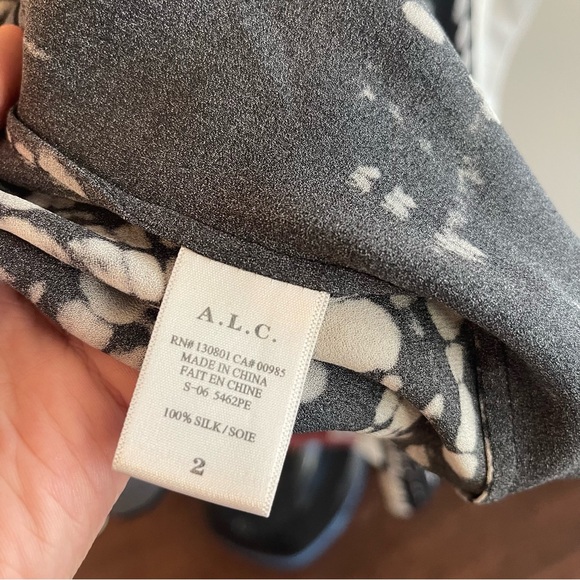 A.L.C.
RN# 130801 CA# 00985
MADE IN CHINA
FAIT EN CHINE
S-06 5462PE
100% SILK/SOIE
2